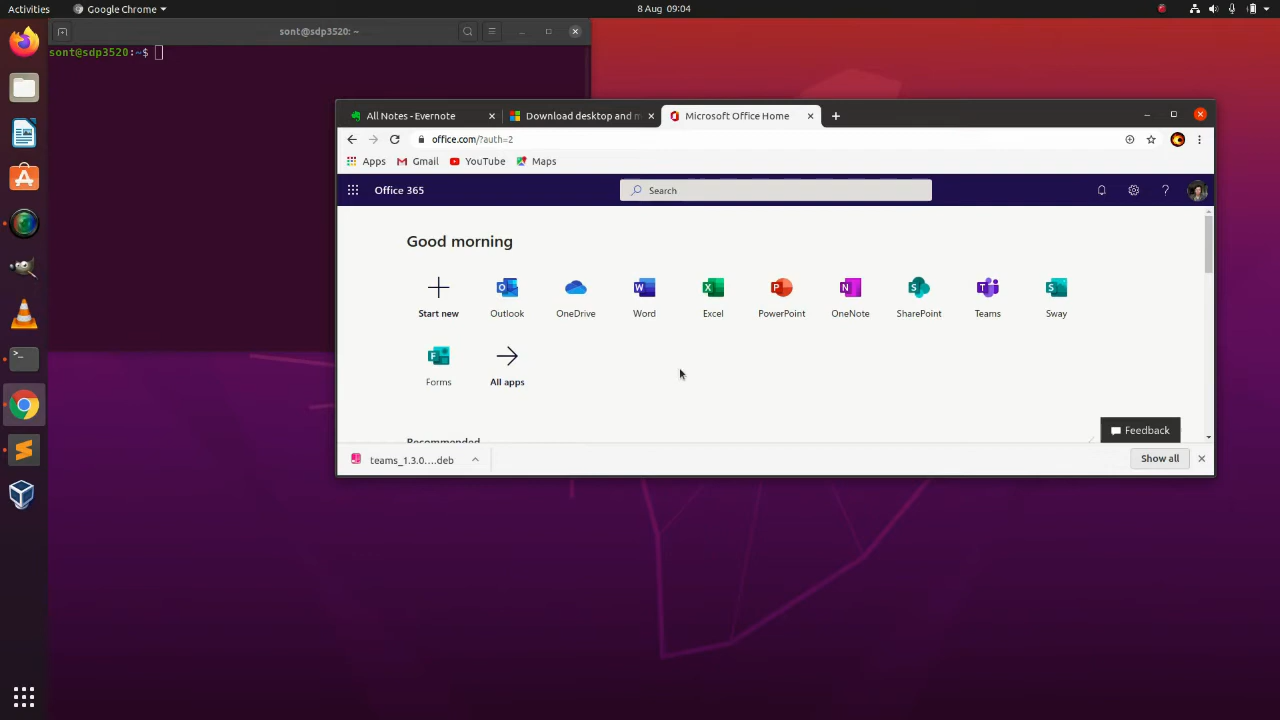 Activities
Google Chrome
8 Aug 09:04
sont@sdp3520: ~
sont@sdp3520:~$
All Notes - Evernote
Download desktop and m
Microsoft Office Home
office.com/?auth=2
Apps
Gmail
YouTube
Maps
Office 365
Search
Good morning
Start new
Outlook
OneDrive
Word
Excel
PowerPoint
OneNote
SharePoint
Teams
Sway
Forms
All apps
Recommended
Feedback
teams_1.3.0....deb
Show all